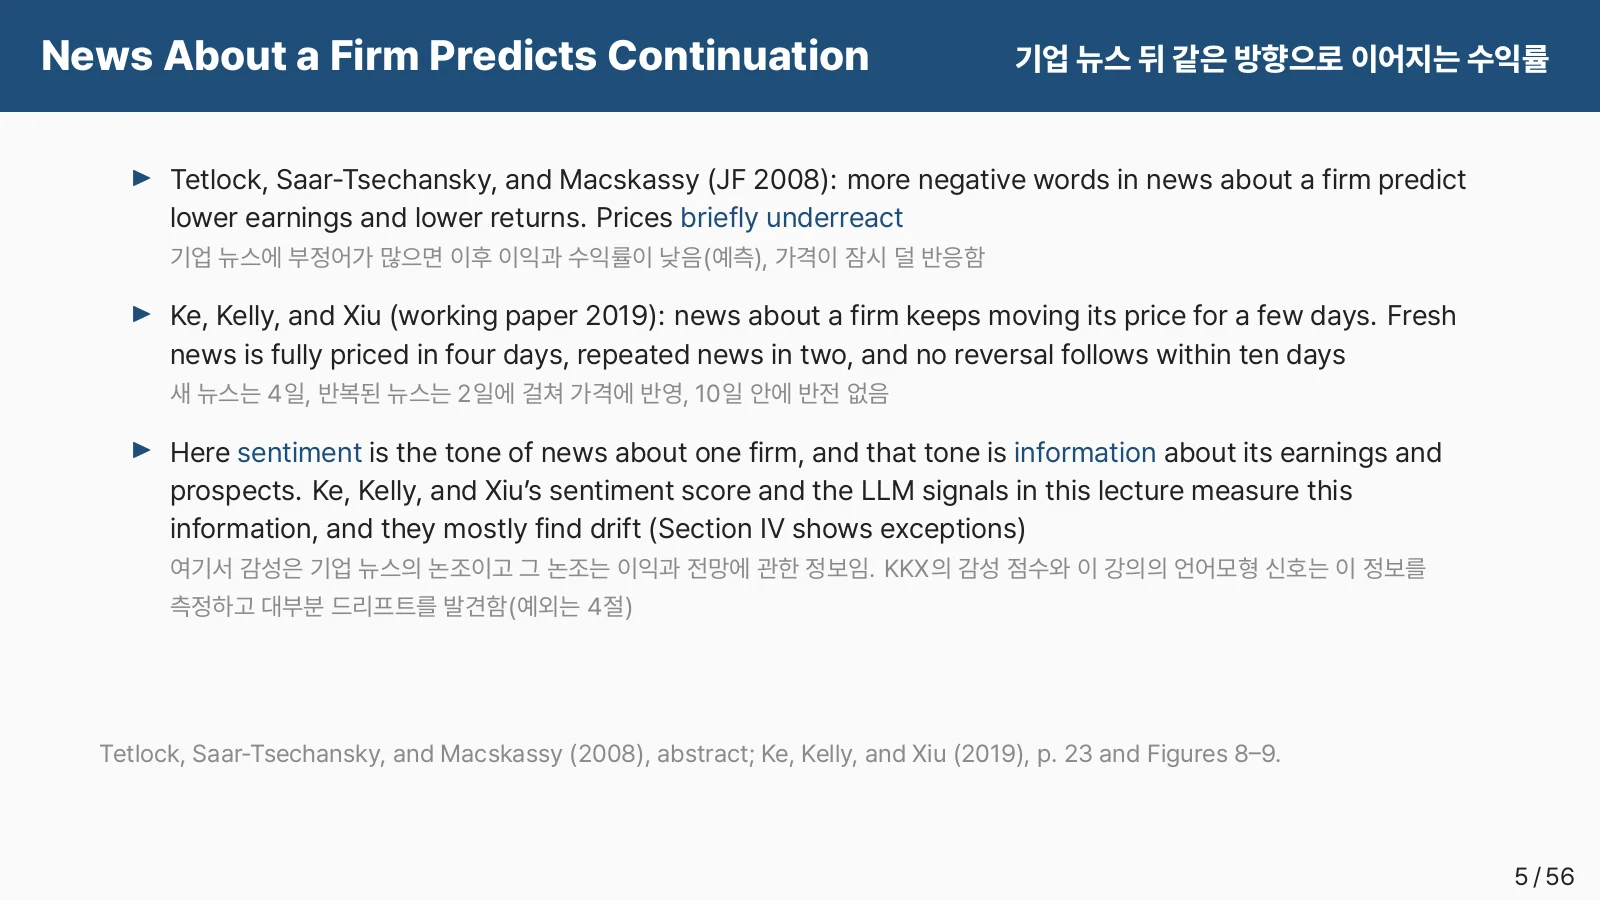 News About a Firm Predicts Continuation
기업 뉴스 뒤 같은 방향으로 이어지는 수익률
Tetlock, Saar-Tsechansky, and Macskassy (JF 2008): more negative words in news about a firm predict
lower earnings and lower returns. Prices briefly underreact
기업 뉴스에 부정어가 많으면 이후 이익과 수익률이 낮음(예측), 가격이 잠시 덜 반응함
Ke, Kelly, and Xiu (working paper 2019): news about a firm keeps moving its price for a few days. Fresh
news is fully priced in four days, repeated news in two, and no reversal follows within ten days
새 뉴스는 4일, 반복된 뉴스는 2일에 걸쳐 가격에 반영, 10일 안에 반전 없음
Here sentiment is the tone of news about one firm, and that tone is information about its earnings and
prospects. Ke, Kelly, and Xiu’s sentiment score and the LLM signals in this lecture measure this
information, and they mostly find drift (Section IV shows exceptions)
여기서 감성은 기업 뉴스의 논조이고 그 논조는 이익과 전망에 관한 정보임. KKX의 감성 점수와 이 강의의 언어모형 신호는 이 정보를
측정하고 대부분 드리프트를 발견함(예외는 4절)
Tetlock, Saar-Tsechansky, and Macskassy (2008), abstract; Ke, Kelly, and Xiu (2019), p. 23 and Figures 8–9.
5 / 56